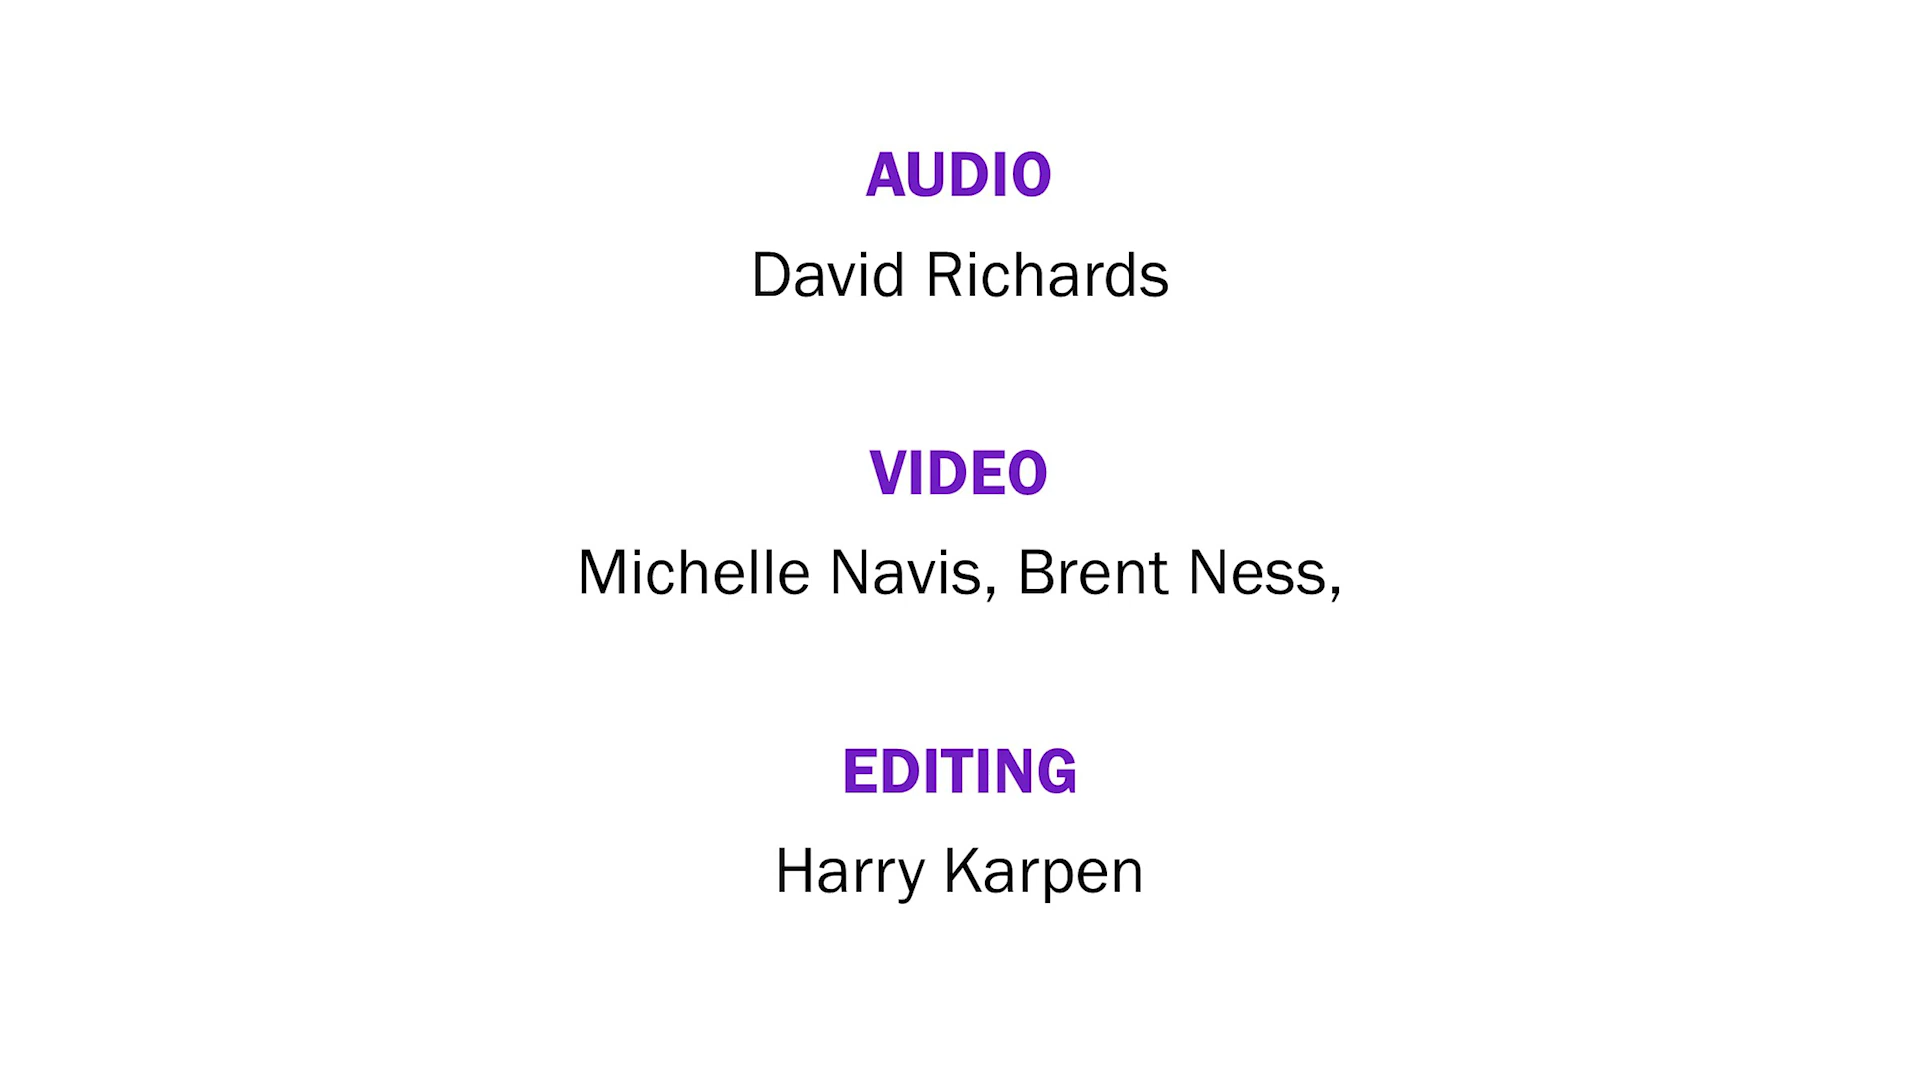 AUDIO
David Richards
VIDEO
Michelle Navis, Brent Ness,
EDITING
Harry Karpen